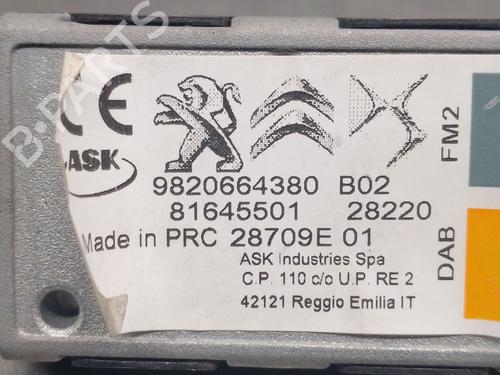 CE
ASK
9820664380 B02
81645501 28220
Made in PRC 28709E 01
ASK Industries Spa
C.P. 110 c/o U.P. RE 2
42121 Reggio Emilia IT
FM2
DAB
B-PARTS